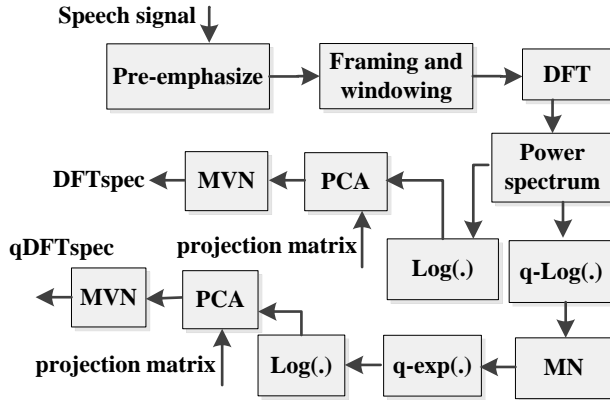 Speech signal
Pre-emphasize
Framing and
windowing
DFT
Power
spectrum
DFTspec
MVN
PCA
projection matrix
Log(.)
q-Log(.)
qDFTspec
MVN
PCA
projection matrix
Log(.)
q-exp(.)
MN